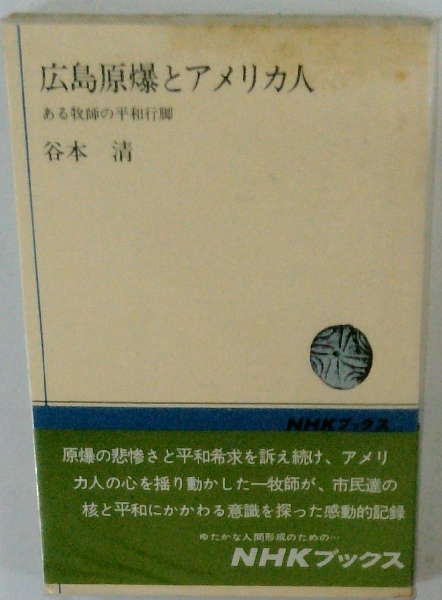 広島原爆とアメリカ人
ある牧師の平和行脚
谷本 清
NHKブックス
原爆の悲惨さと平和希求を訴え続け、アメリ
カ人の心を揺り動かした一牧師が、市民達の
核と平和にかかわる意識を探った感動的記録
ゆたかな人間形成のための…
NHKブックス